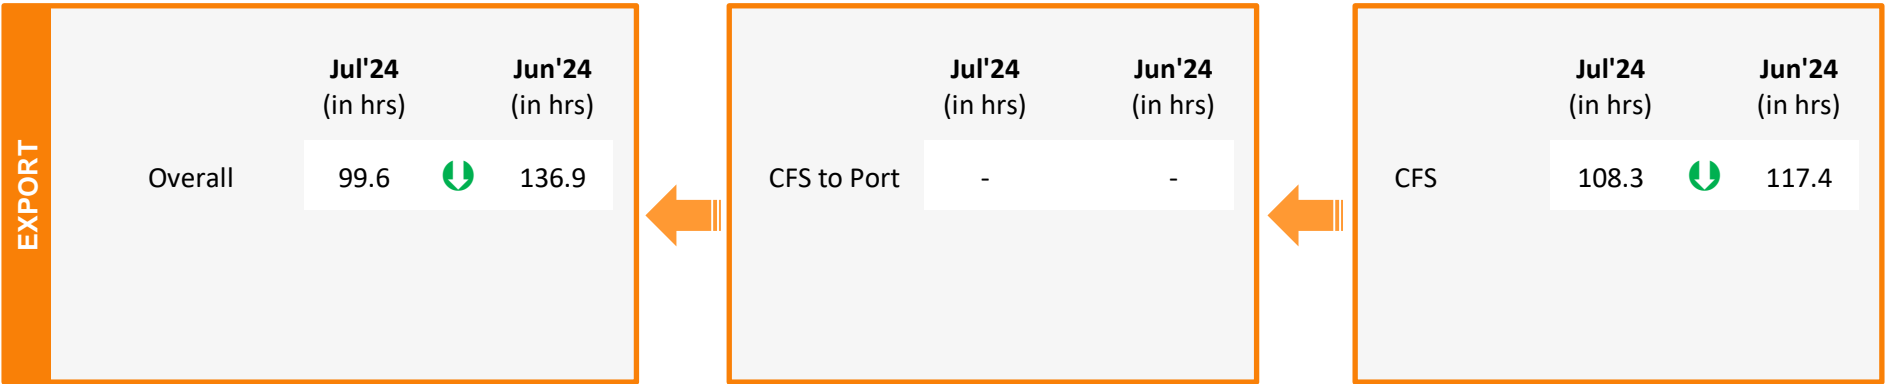 EXPORT
Jul'24 Jun'24
(in hrs) (in hrs)
Overall 99.6 136.9
Jul'24 Jun'24
(in hrs) (in hrs)
CFS to Port - -
Jul'24 Jun'24
(in hrs) (in hrs)
CFS 108.3 117.4